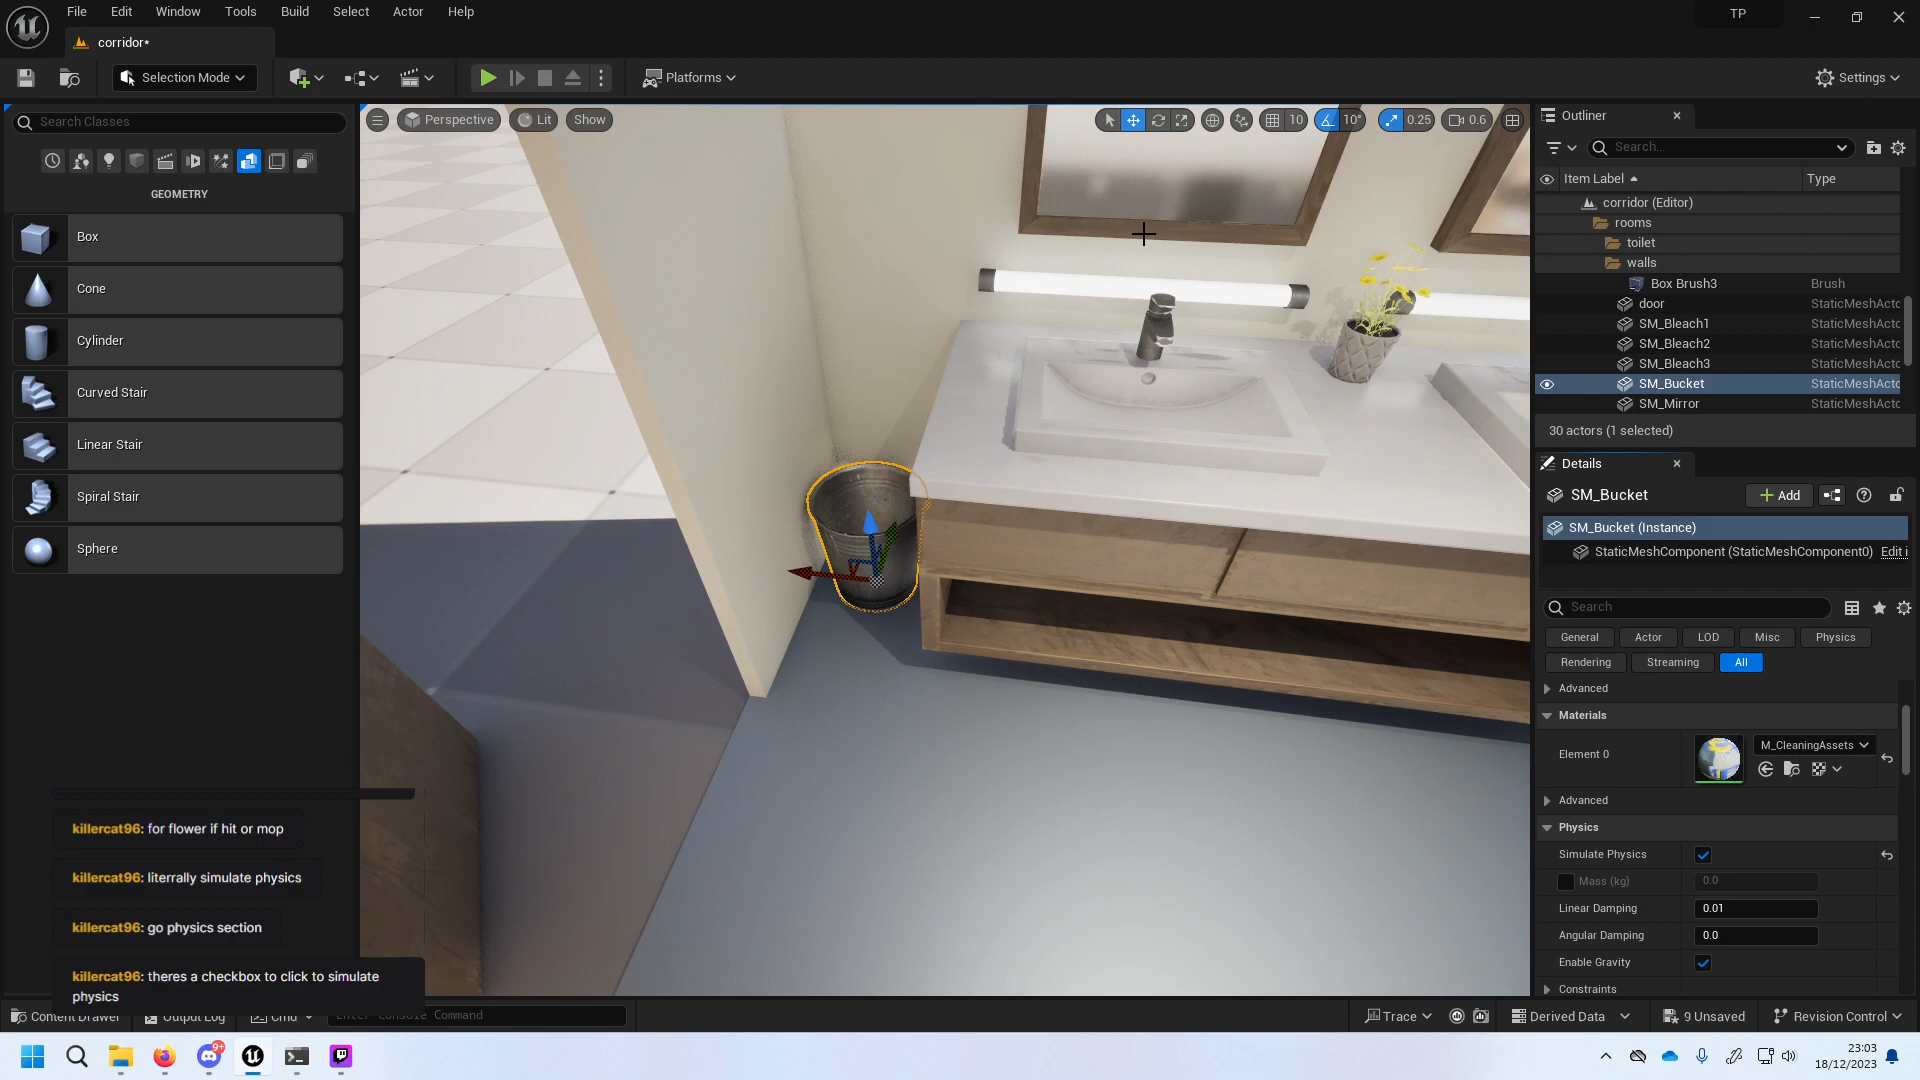 File
Edit
Window
Tools
Build
Select
Actor
Help
TP
corridor*
Selection Mode
Platforms
Settings
Search Classes
GEOMETRY
Box
Cone
Cylinder
Curved Stair
Linear Stair
Spiral Stair
Sphere
Perspective
Lit
Show
10
10°
0.25
0.6
Outliner
Search...
Item Label
Type
corridor (Editor)
rooms
toilet
walls
Box Brush3
Brush
door
StaticMeshActo
SM_Bleach1
StaticMeshActo
SM_Bleach2
StaticMeshActo
SM_Bleach3
StaticMeshActo
SM_Bucket
StaticMeshActo
SM_Mirror
StaticMeshActo
30 actors (1 selected)
Details
SM_Bucket
Add
SM_Bucket (Instance)
StaticMeshComponent (StaticMeshComponent0)
Edit i
Search
General
Actor
LOD
Misc
Physics
Rendering
Streaming
All
Advanced
Materials
Element 0
M_CleaningAssets
Advanced
Physics
Simulate Physics
Mass (kg)
0.0
Linear Damping
0.01
Angular Damping
0.0
Enable Gravity
Constraints
killercat96: for flower if hit or mop
killercat96: literrally simulate physics
killercat96: go physics section
killercat96: theres a checkbox to click to simulate
physics
Content Drawer
Output Log
Cmd
Enter Console Command
Trace
Derived Data
9 Unsaved
Revision Control
9+
23:03
18/12/2023